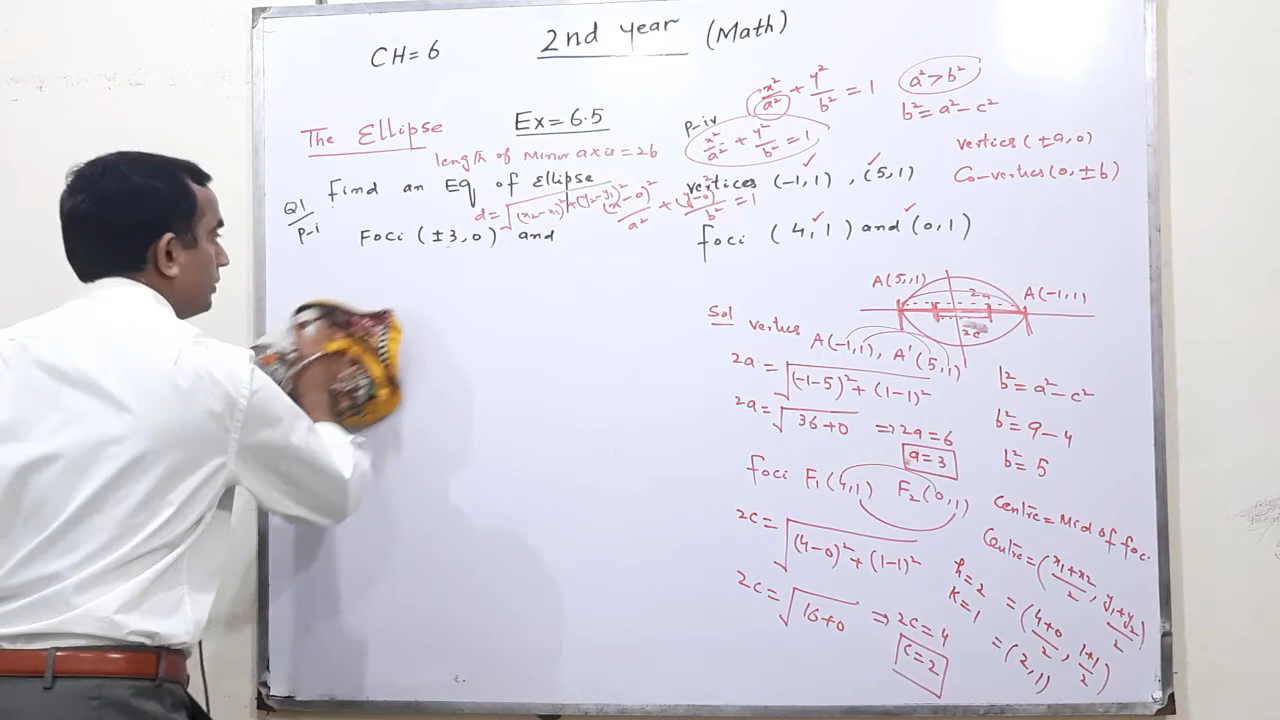 CH=6
2nd year (Math)
x²/a² + y²/b² = 1
a² > b²
b² = a² - c²
The Ellipse
Ex = 6.5
length of Minor axis = 2b
P-iv
x²/a² + y²/b² = 1
vertics (±a, 0)
Co-vertics (0, ±b)
Q1
P-i
Find an Eq of Ellipse
d = √(x₂-x₁)² + (y₂-y₁)²
(x-0)²/a² + (y-0)²/b² = 1
Foci (±3, 0) and
vertices (-1, 1) , (5, 1)
foci (4, 1) and (0, 1)
A(5, 1)
A(-1, 1)
2a
2c
Sol vertics A(-1, 1), A'(5, 1)
2a = √(-1-5)² + (1-1)²
2a = √36+0 ⇒ 2a = 6
a = 3
foci F₁(4, 1) F₂(0, 1)
2c = √(4-0)² + (1-1)²
2c = √16+0 ⇒ 2c = 4
c = 2
b² = a² - c²
b² = 9 - 4
b² = 5
Centre = Mid of foci
Centre = (x₁+x₂/2, y₁+y₂/2)
h = 2
k = 1
= (4+0/2, 1+1/2)
= (2, 1)